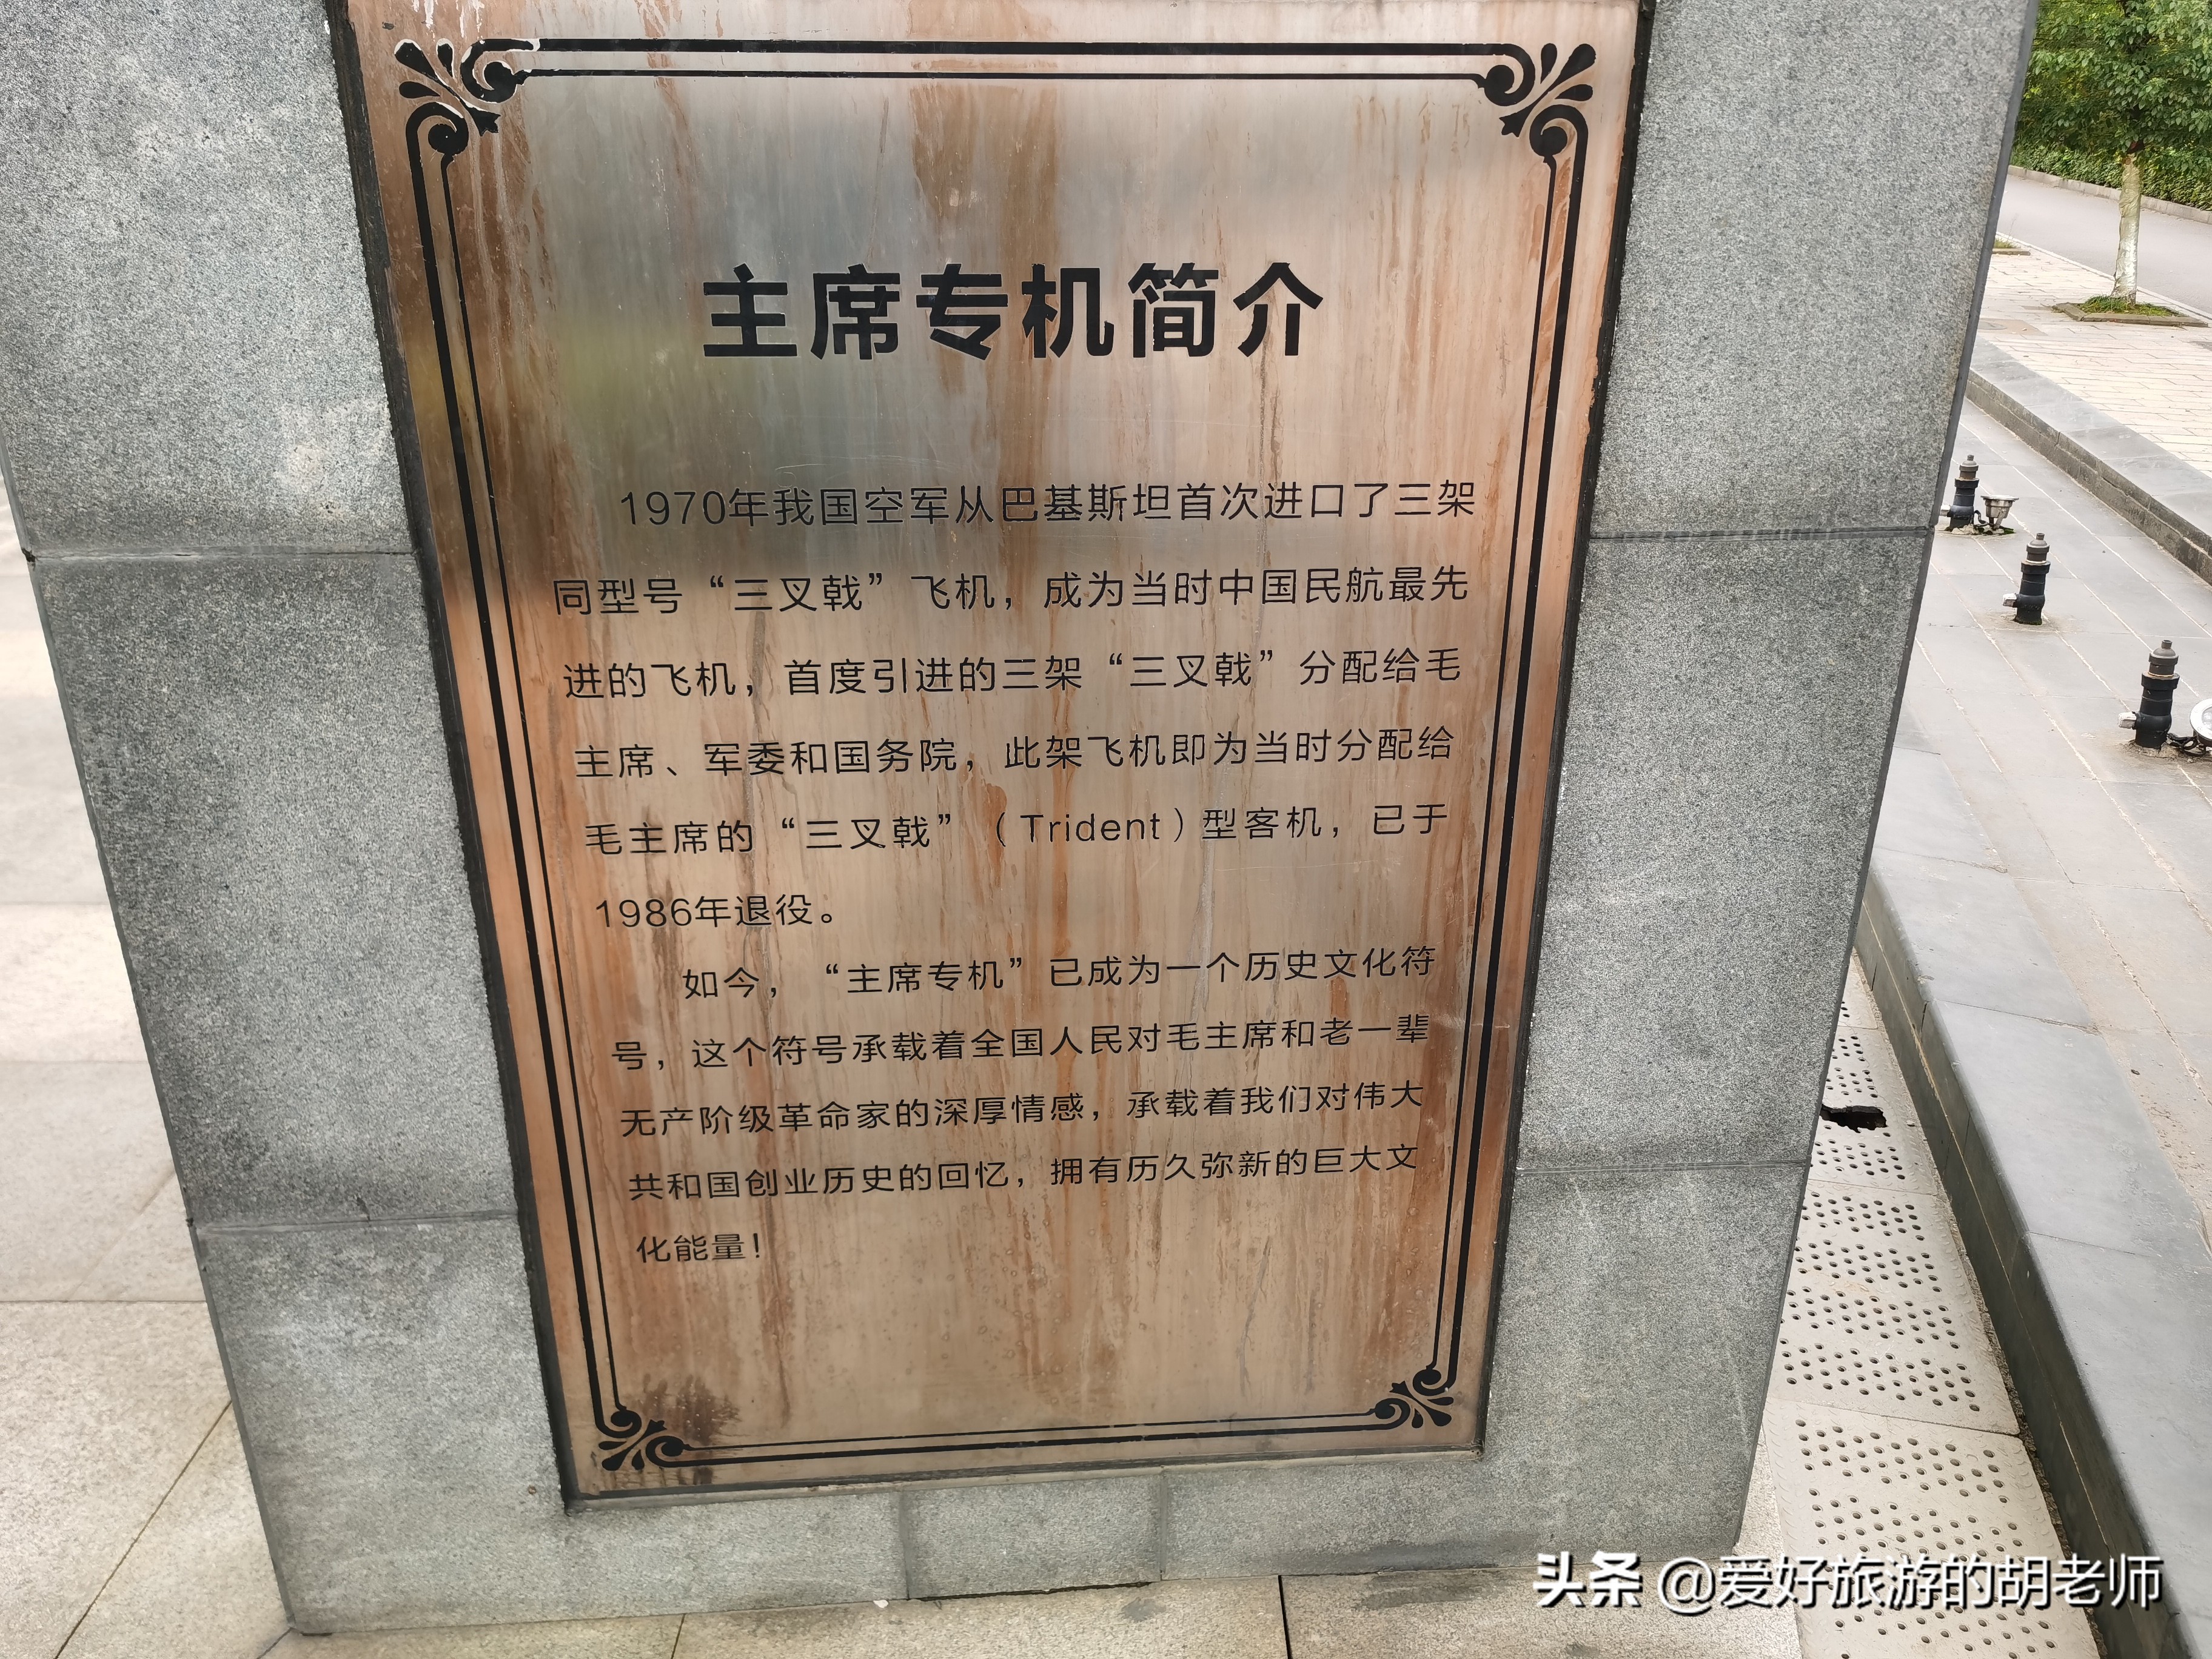 主席专机简介
1970年我国空军从巴基斯坦首次进口了三架
同型号“三叉戟”飞机，成为当时中国民航最先
进的飞机，首度引进的三架“三叉戟”分配给毛
主席、军委和国务院，此架飞机即为当时分配给
毛主席的“三叉戟”（Trident）型客机，已于
1986年退役。
如今，“主席专机”已成为一个历史文化符
号，这个符号承载着全国人民对毛主席和老一辈
无产阶级革命家的深厚情感，承载着我们对伟大
共和国创业历史的回忆，拥有历久弥新的巨大文
化能量！
头条 @爱好旅游的胡老师